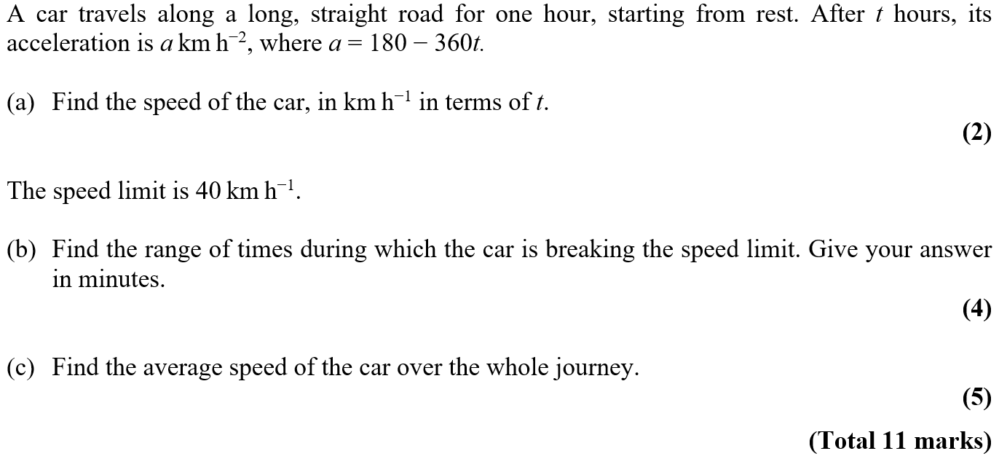 A car travels along a long, straight road for one hour, starting from rest. After t hours, its
acceleration is a km h⁻², where a = 180 − 360t.
(a) Find the speed of the car, in km h⁻¹ in terms of t.
(2)
The speed limit is 40 km h⁻¹.
(b) Find the range of times during which the car is breaking the speed limit. Give your answer
in minutes.
(4)
(c) Find the average speed of the car over the whole journey.
(5)
(Total 11 marks)